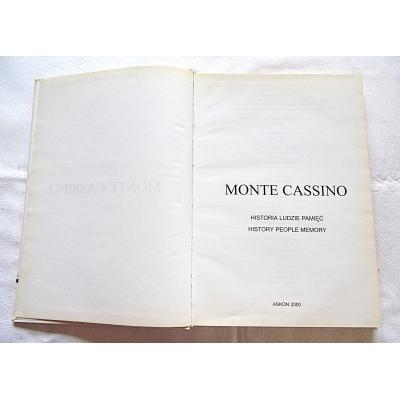 MONTE CASSINO
HISTORIA LUDZIE PAMIĘĆ
HISTORY PEOPLE MEMORY
ASKON 2000